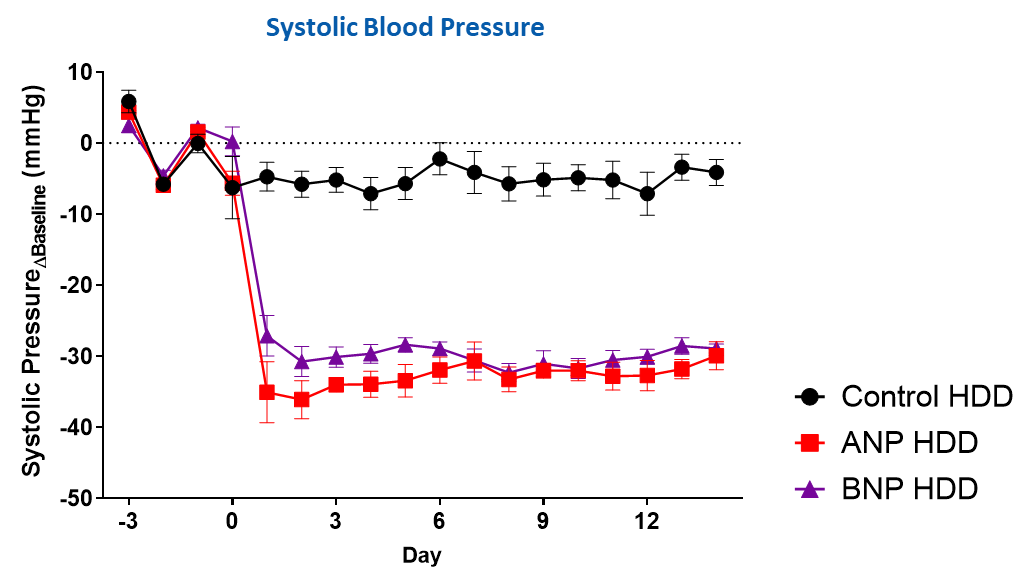 Systolic Blood Pressure
Systolic Pressure ΔBaseline (mmHg)
10
0
-10
-20
-30
-40
-50
-3
0
3
6
9
12
Day
Control HDD
ANP HDD
BNP HDD